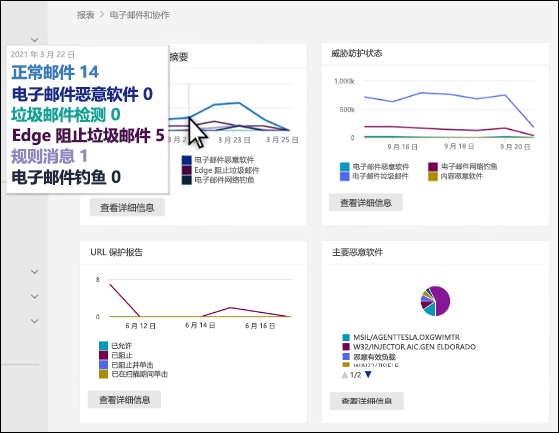 报表 > 电子邮件和协作
2021 年 3 月 22 日
正常邮件 14
电子邮件恶意软件 0
垃圾邮件检测 0
Edge 阻止垃圾邮件 5
规则消息 1
电子邮件钓鱼 0
摘要
3 月 23 日
3 月 25 日
电子邮件恶意软件
Edge 阻止垃圾邮件
电子邮件网络钓鱼
查看详细信息
威胁防护状态
1,000k
500k
0
9 月 16 日
9 月 18 日
9 月 20 日
电子邮件恶意软件
电子邮件网络钓鱼
电子邮件垃圾邮件
内容恶意软件
查看详细信息
URL 保护报告
8
0
6 月 12 日
6 月 14 日
6 月 16 日
已允许
已阻止
已阻止并单击
已在扫描期间单击
查看详细信息
主要恶意软件
MSIL/AGENTTESLA.OXGW!MTR
W32/INJECTOR.AIC.GEN ELDORADO
恶意有效负载
1/2
查看详细信息